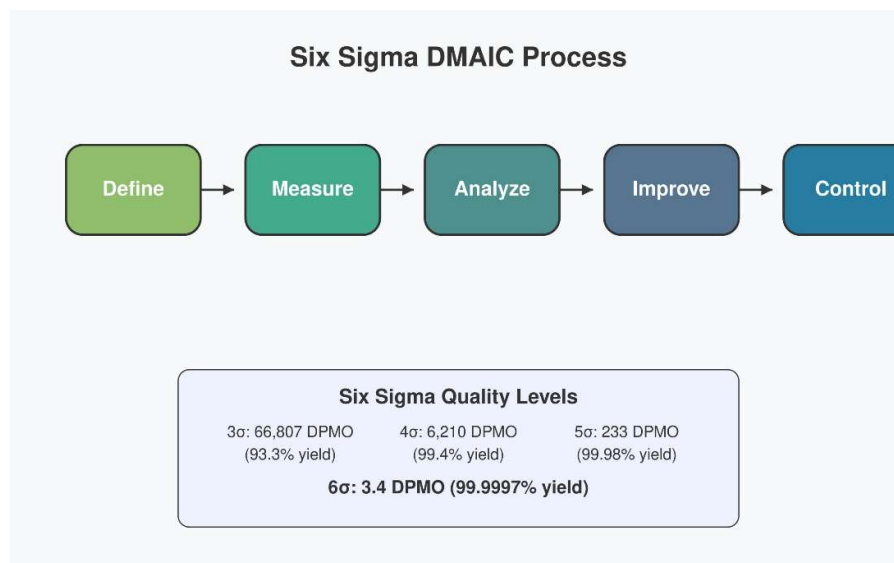 Six Sigma DMAIC Process
Define Measure Analyze Improve Control
Six Sigma Quality Levels
3σ: 66,807 DPMO 4σ: 6,210 DPMO 5σ: 233 DPMO
(93.3% yield) (99.4% yield) (99.98% yield)
6σ: 3.4 DPMO (99.9997% yield)